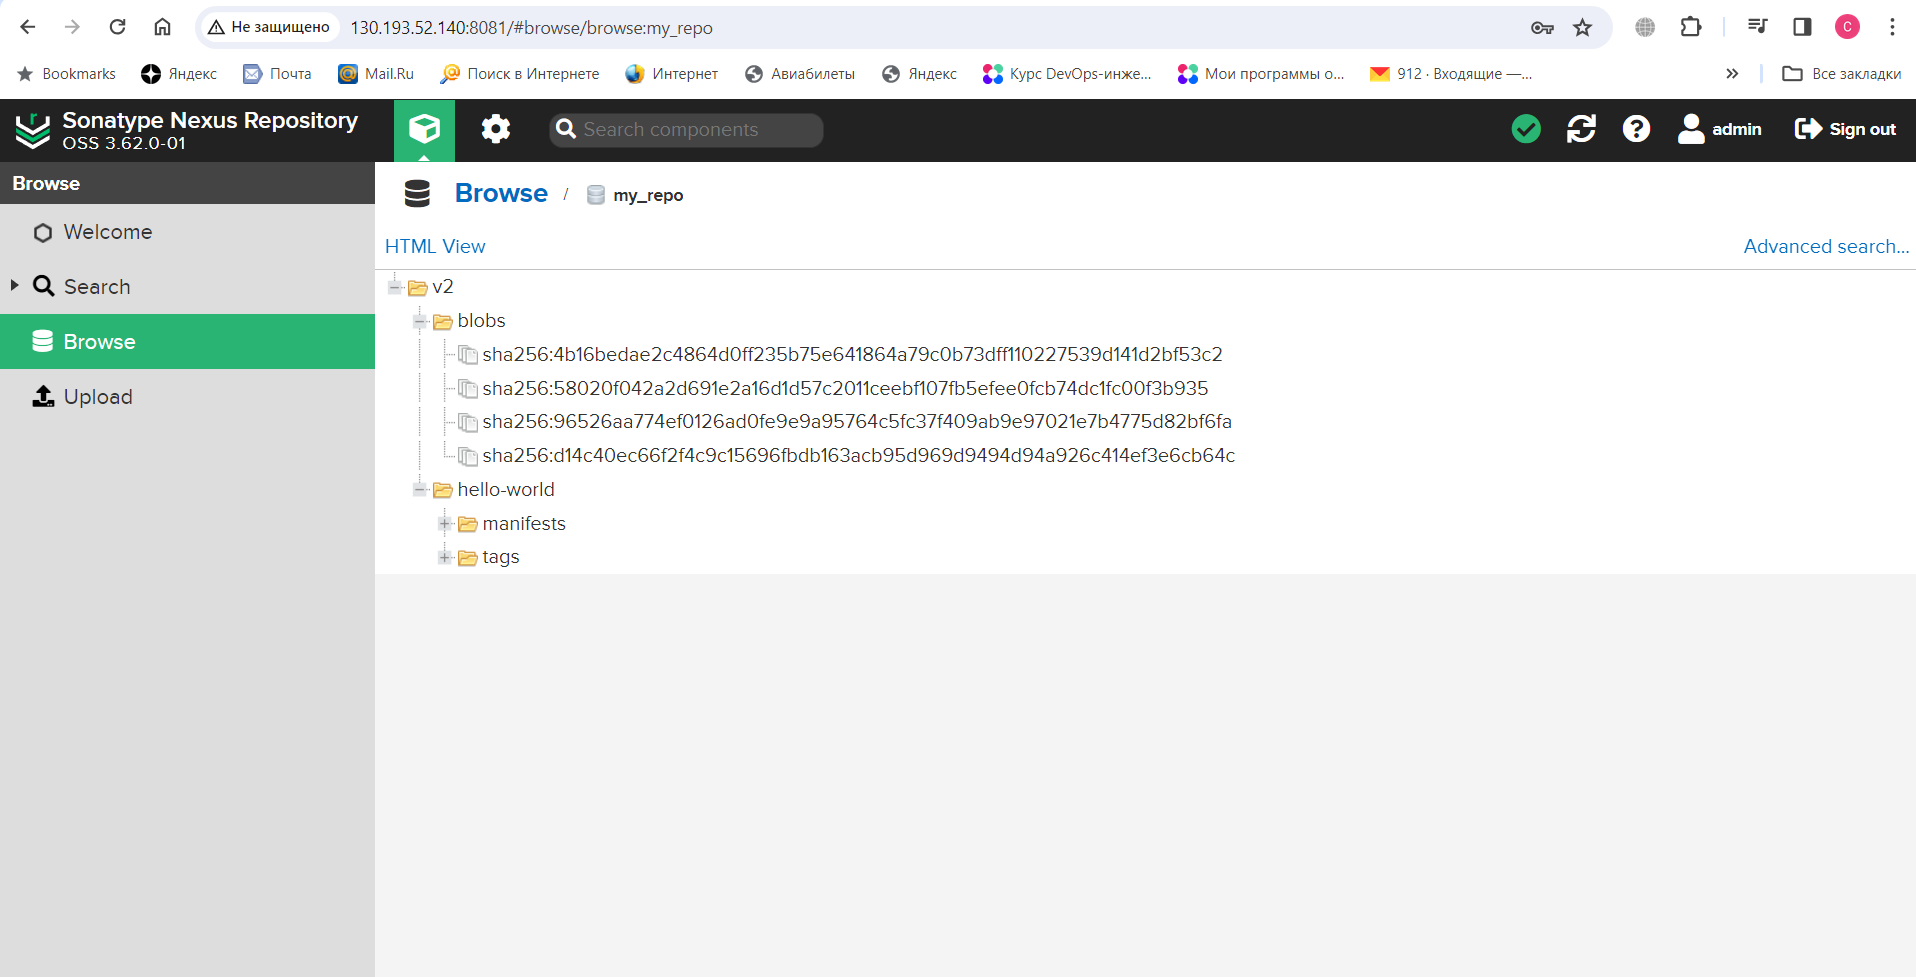 Не защищено 130.193.52.140:8081/#browse/browse:my_repo
C
Bookmarks Яндекс Почта Mail.Ru Поиск в Интернете Интернет Авиабилеты Яндекс Курс DevOps-инже... Мои программы о... 912 · Входящие —... » Все закладки
Sonatype Nexus Repository
OSS 3.62.0-01
Search components
admin
Sign out
Browse
Welcome
Search
Browse
Upload
Browse / my_repo
HTML View
Advanced search...
v2
blobs
sha256:4b16bedae2c4864d0ff235b75e641864a79c0b73dff110227539d141d2bf53c2
sha256:58020f042a2d691e2a16d1d57c2011ceebf107fb5efee0fcb74dc1fc00f3b935
sha256:96526aa774ef0126ad0fe9e9a95764c5fc37f409ab9e97021e7b4775d82bf6fa
sha256:d14c40ec66f2f4c9c15696fbdb163acb95d969d9494d94a926c414ef3e6cb64c
hello-world
manifests
tags